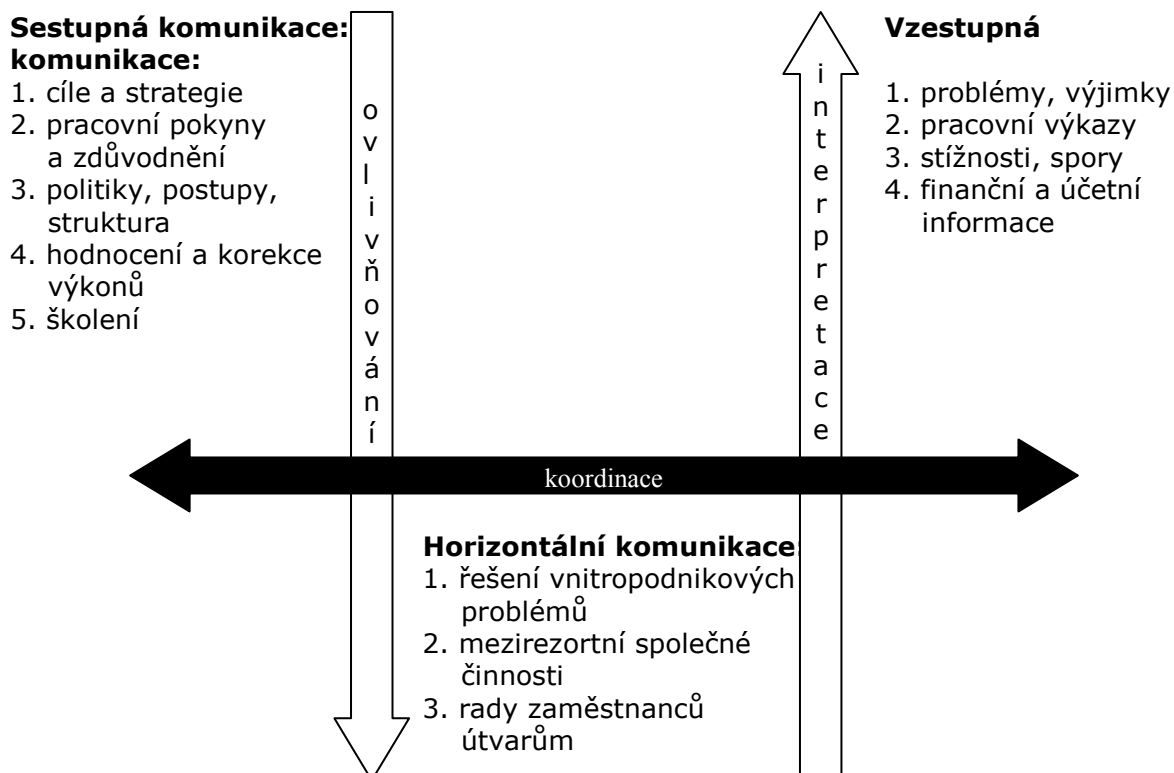 Sestupná komunikace:
komunikace:
1. cíle a strategie
2. pracovní pokyny
a zdůvodnění
3. politiky, postupy,
struktura
4. hodnocení a korekce
výkonů
5. školení
ovlivňování
interpretace
Vzestupná
1. problémy, výjimky
2. pracovní výkazy
3. stížnosti, spory
4. finanční a účetní
informace
koordinace
Horizontální komunikace:
1. řešení vnitropodnikových
problémů
2. mezirezortní společné
činnosti
3. rady zaměstnanců
útvarům